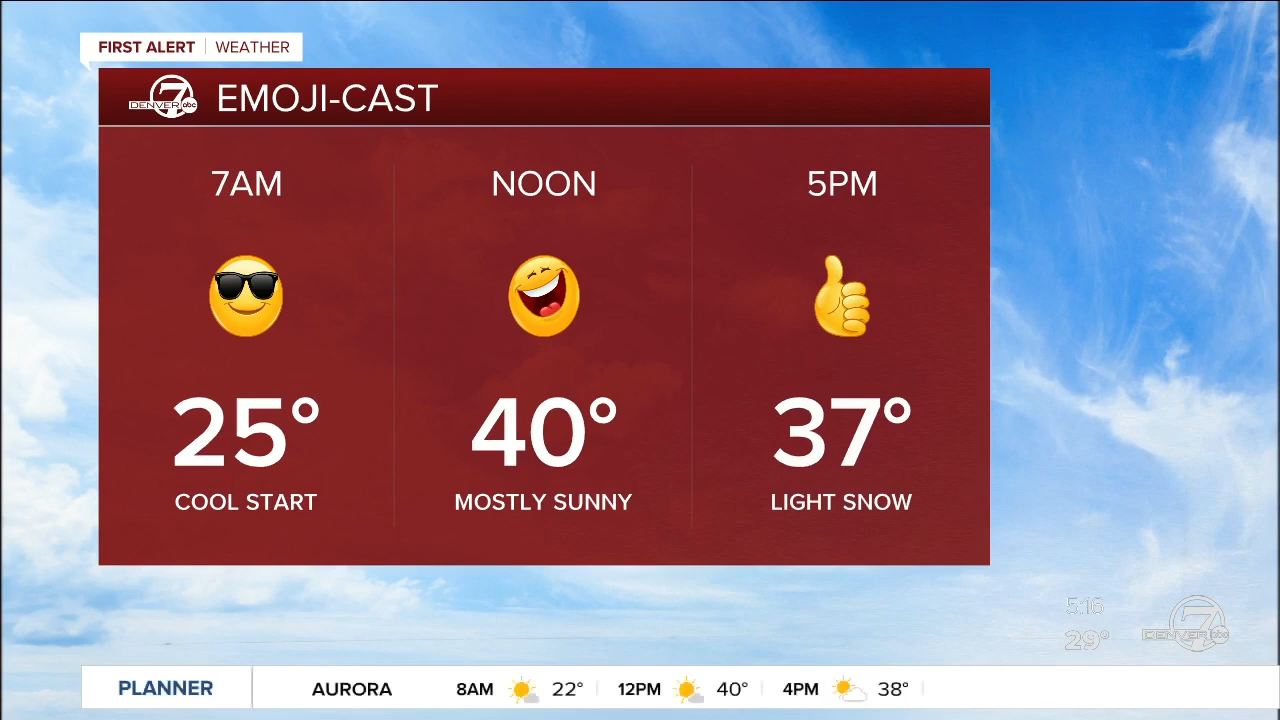 FIRST ALERT | WEATHER
DENVER 7 abc EMOJI-CAST
7AM
NOON
5PM
25°
40°
37°
COOL START
MOSTLY SUNNY
LIGHT SNOW
5:16
29°
DENVER 7 abc
PLANNER AURORA 8AM 22° 12PM 40° 4PM 38°